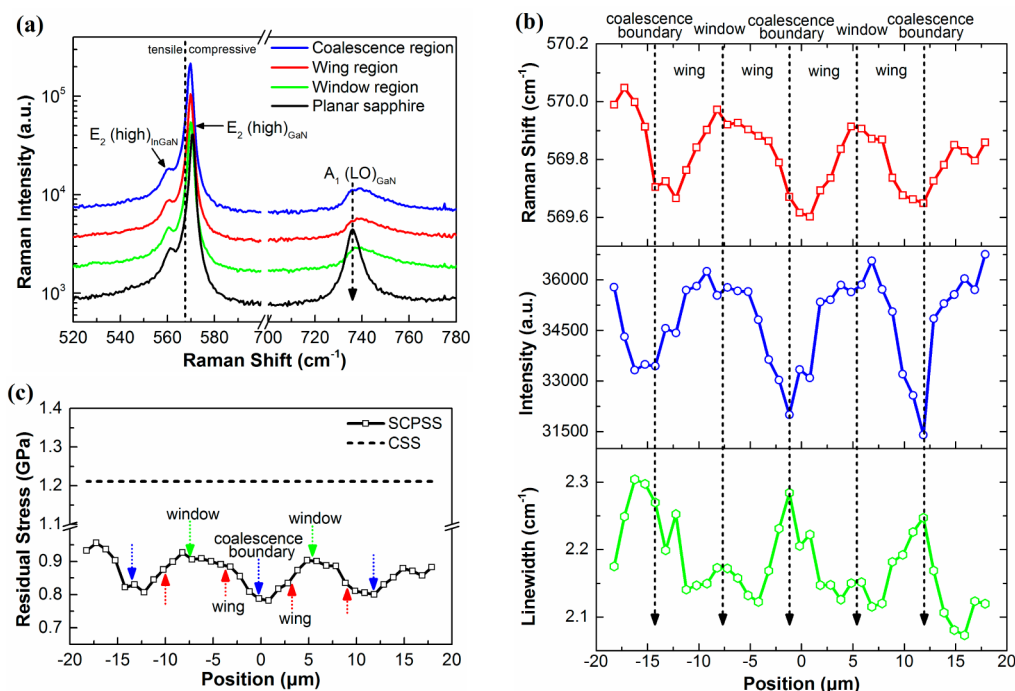 (a)
tensile compressive
Coalescence region
Wing region
Window region
Planar sapphire
E2 (high)InGaN
E2 (high)GaN
A1 (LO)GaN
Raman Intensity (a.u.)
10^5
10^4
10^3
520 540 560 580 600 700 720 740 760 780
Raman Shift (cm-1)
(c)
Residual Stress (GPa)
1.4
1.3
1.2
1.1
0.9
0.8
0.7
SCPSS
CSS
window
window
coalescence
boundary
wing
wing
-20 -15 -10 -5 0 5 10 15 20
Position (μm)
(b)
coalescence boundary
window
coalescence boundary
window
coalescence boundary
wing wing wing wing
Raman Shift (cm-1)
570.2
570.0
569.8
569.6
Intensity (a.u.)
36000
34500
33000
31500
Linewidth (cm-1)
2.3
2.2
2.1
-20 -15 -10 -5 0 5 10 15 20
Position (μm)